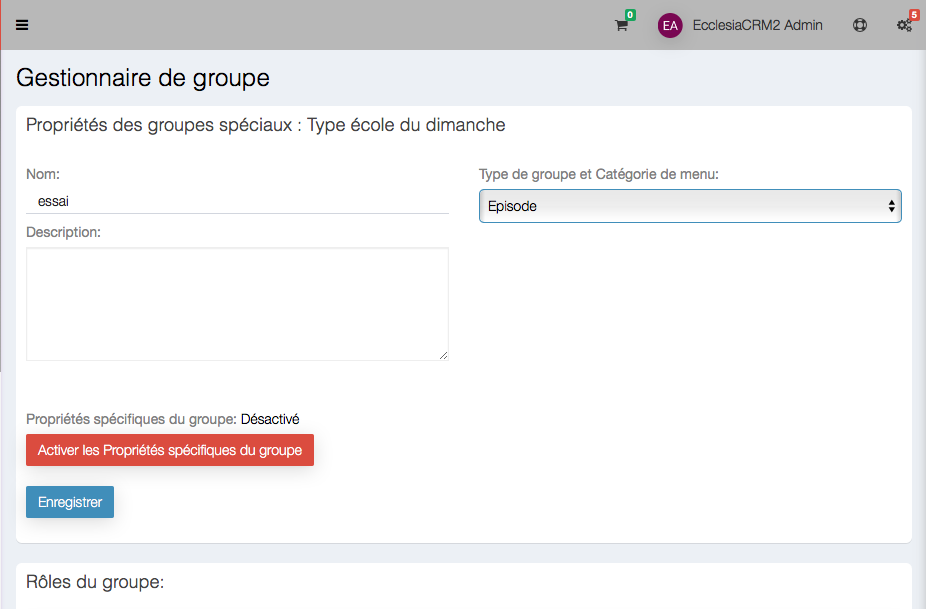 0
EA EcclesiaCRM2 Admin
5
Gestionnaire de groupe
Propriétés des groupes spéciaux : Type école du dimanche
Nom:
essai
Type de groupe et Catégorie de menu:
Episode
Description:
Propriétés spécifiques du groupe: Désactivé
Activer les Propriétés spécifiques du groupe
Enregistrer
Rôles du groupe: